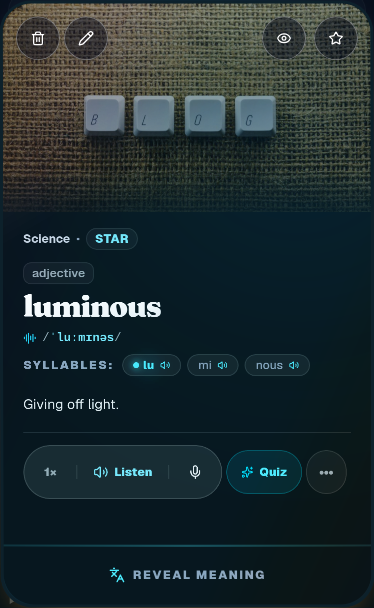 B L O G
Science · STAR
adjective
luminous
/ˈluːmɪnəs/
SYLLABLES: lu mi nous
Giving off light.
1× Listen Quiz •••
REVEAL MEANING